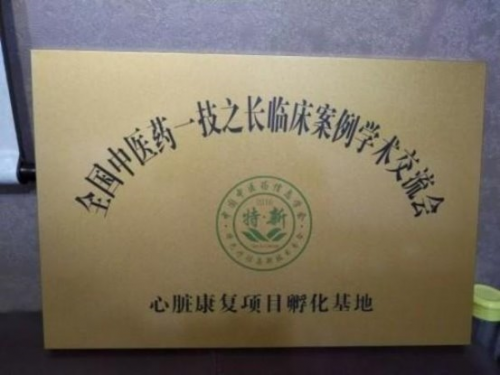 全国中医药一技之长临床案例学术交流会
特·新
心脏康复项目孵化基地